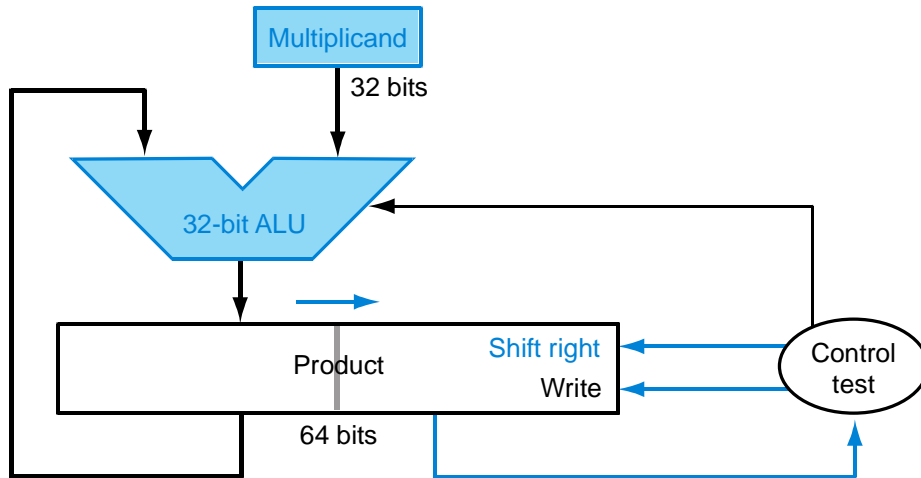 Multiplicand
32 bits
32-bit ALU
Product
Shift right
Write
64 bits
Control
test